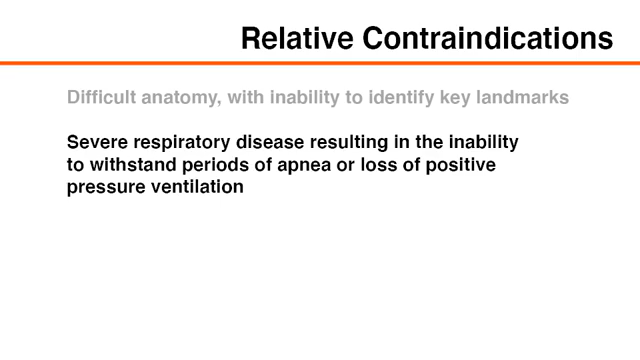 Relative Contraindications
Difficult anatomy, with inability to identify key landmarks
Severe respiratory disease resulting in the inability
to withstand periods of apnea or loss of positive
pressure ventilation